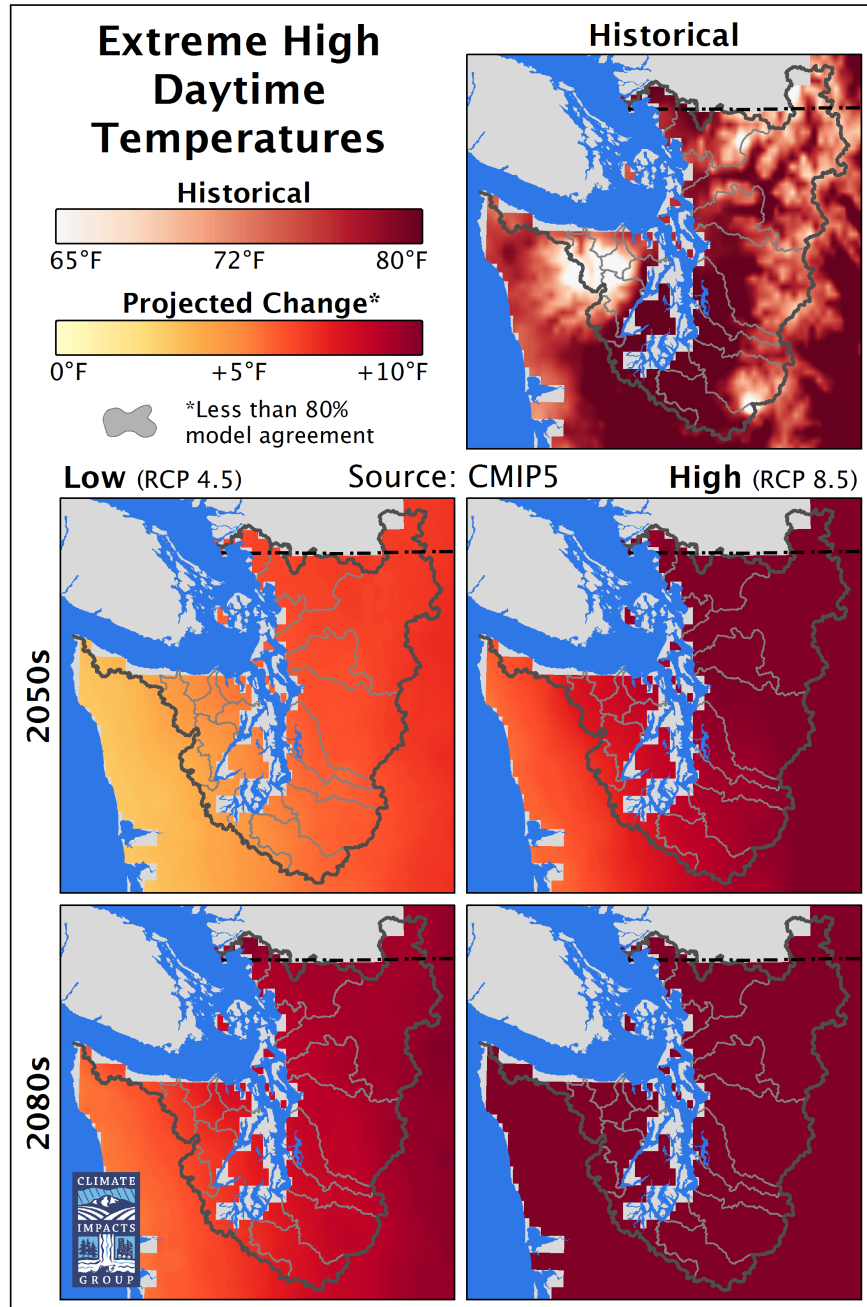 Extreme High
Daytime
Temperatures
Historical
65°F 72°F 80°F
Projected Change*
0°F +5°F +10°F
*Less than 80%
model agreement
Historical
Low (RCP 4.5) Source: CMIP5 High (RCP 8.5)
2050s
2080s
CLIMATE
IMPACTS
GROUP